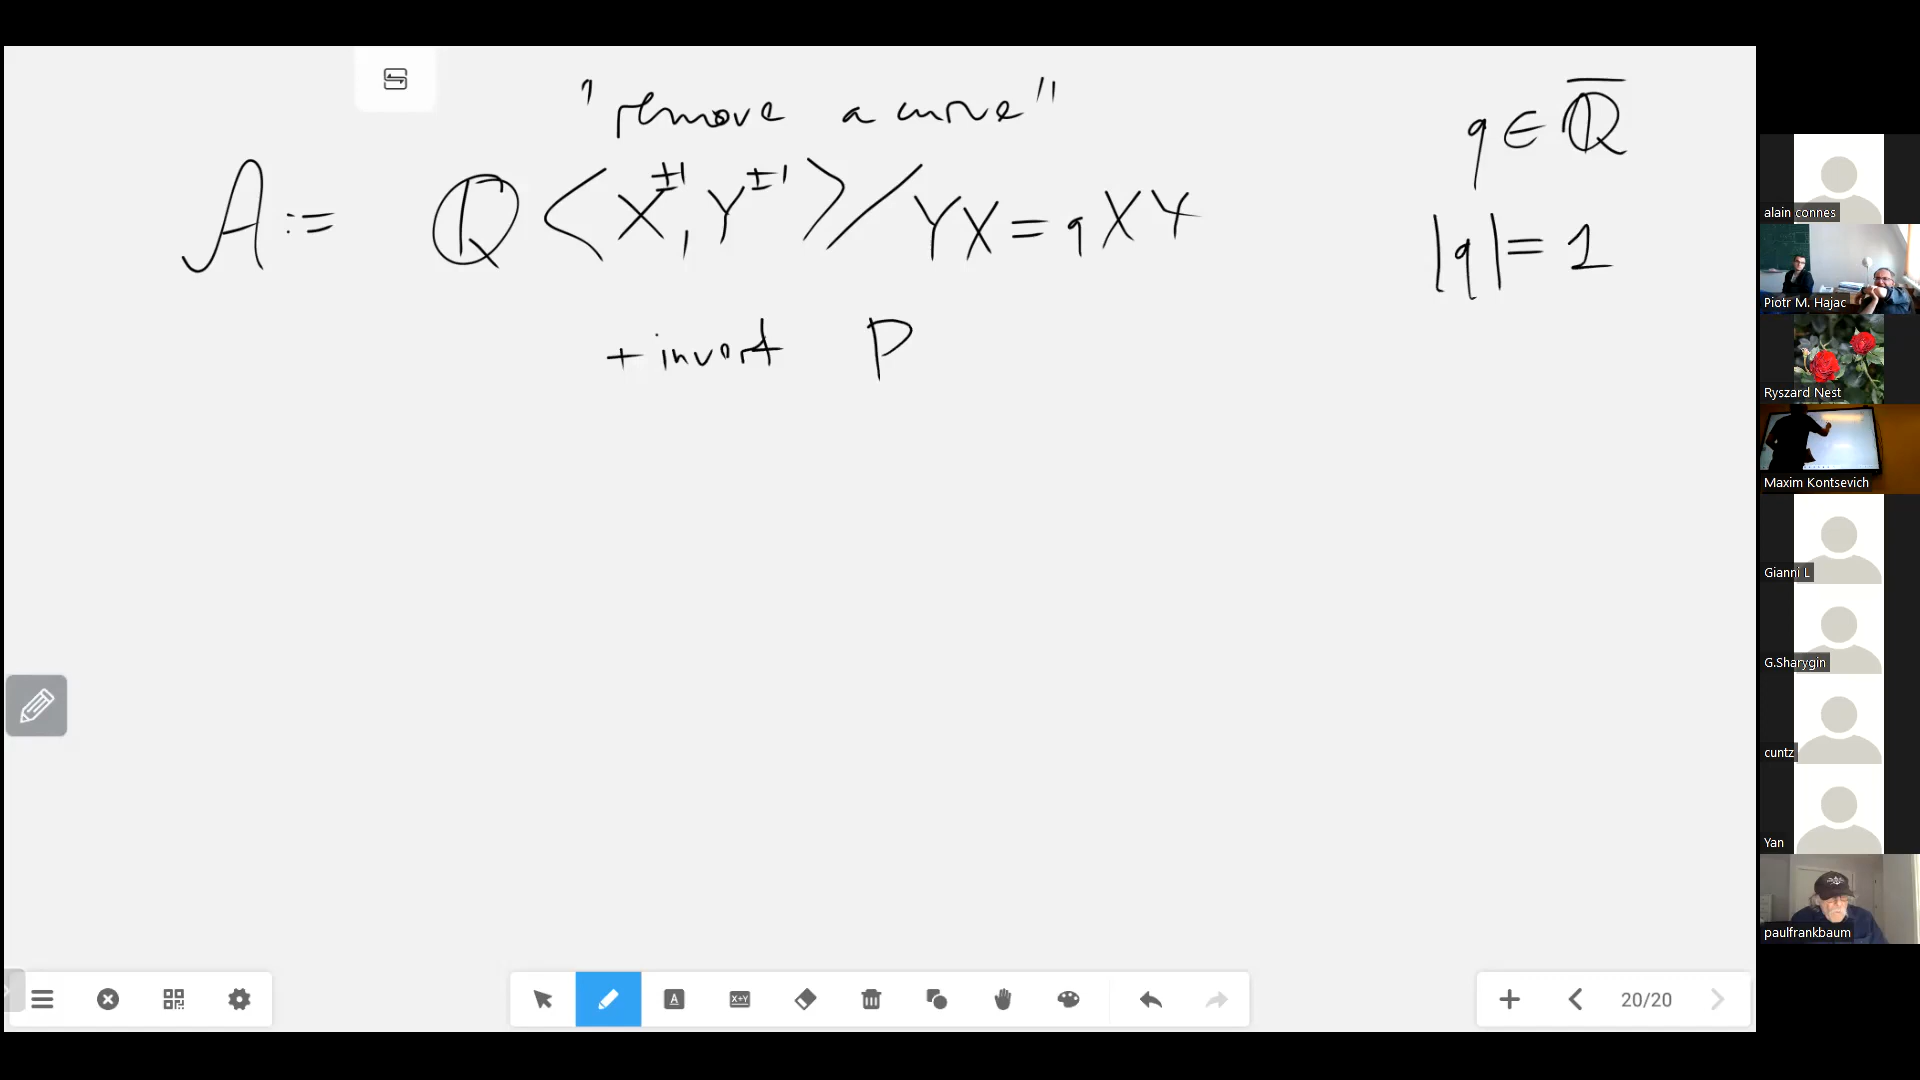 "remove a curve"
𝒜 := ℚ⟨X^{±1}, Y^{±1}⟩ / YX = qXY
+ invert P
q ∈ \overline{ℚ}
|q| = 1
alain connes
Piotr M. Hajac
Ryszard Nest
Maxim Kontsevich
Gianni L
G.Sharygin
cuntz
Yan
paulfrankbaum
A
X+Y
20/20